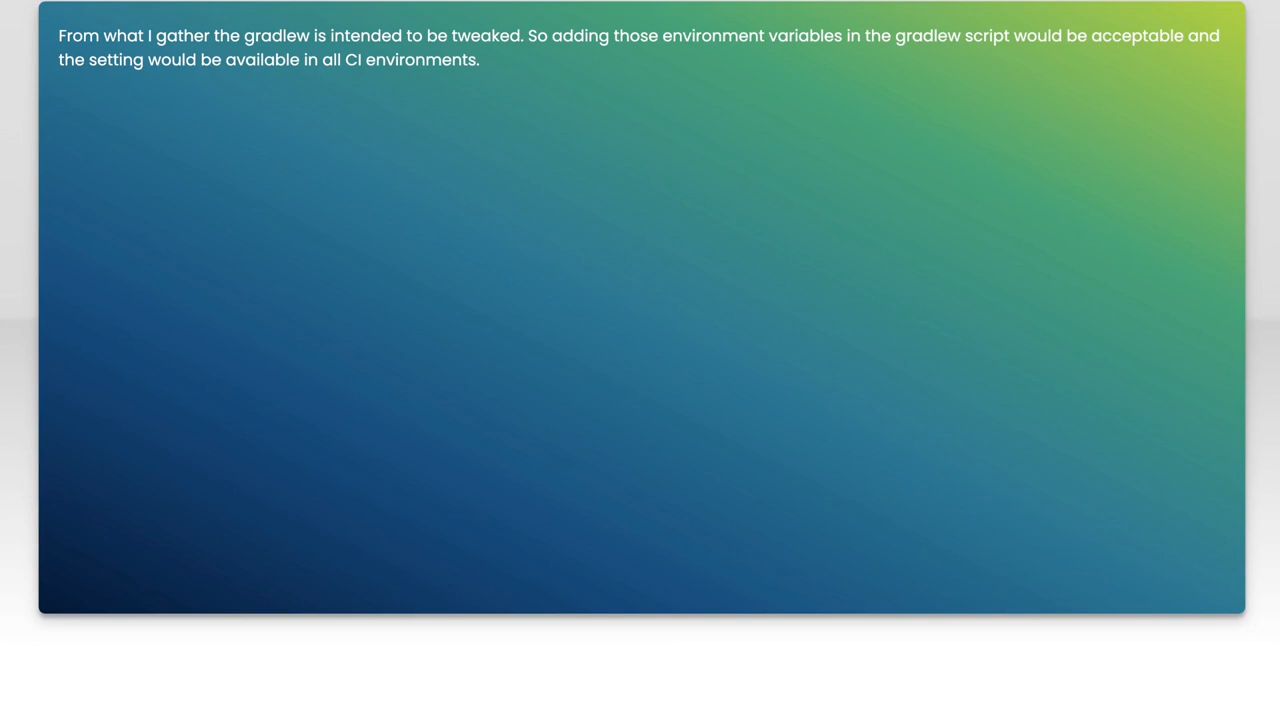 From what I gather the gradlew is intended to be tweaked. So adding those environment variables in the gradlew script would be acceptable and
the setting would be available in all CI environments.